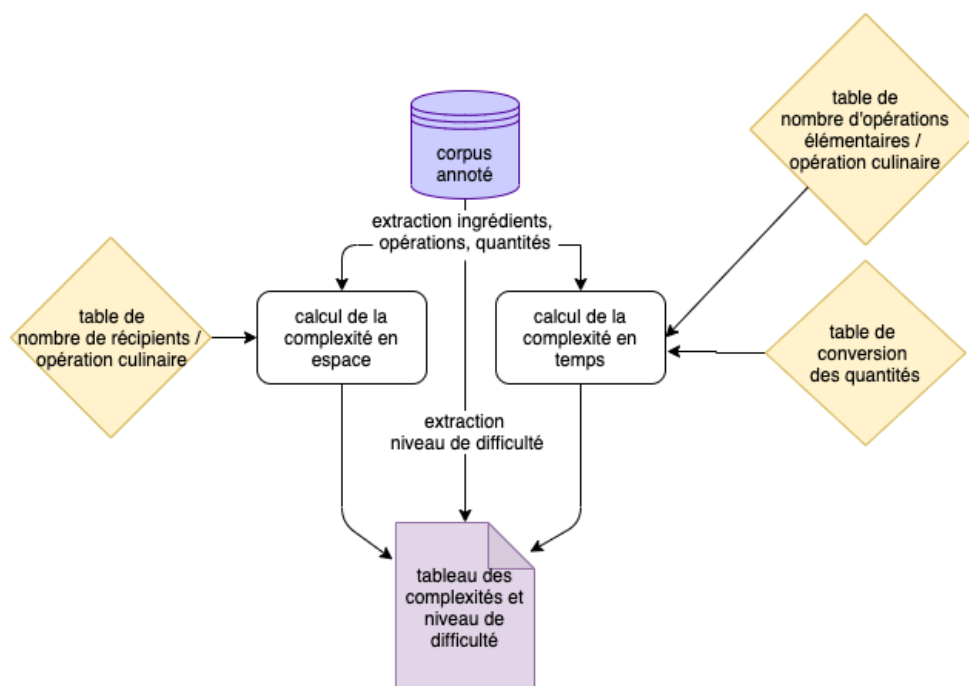 table de
nombre d'opérations
élémentaires /
opération culinaire
corpus
annoté
extraction ingrédients,
opérations, quantités
table de
nombre de récipients /
opération culinaire
calcul de la
complexité en
espace
calcul de la
complexité en
temps
table de
conversion
des quantités
extraction
niveau de difficulté
tableau des
complexités et
niveau de
difficulté